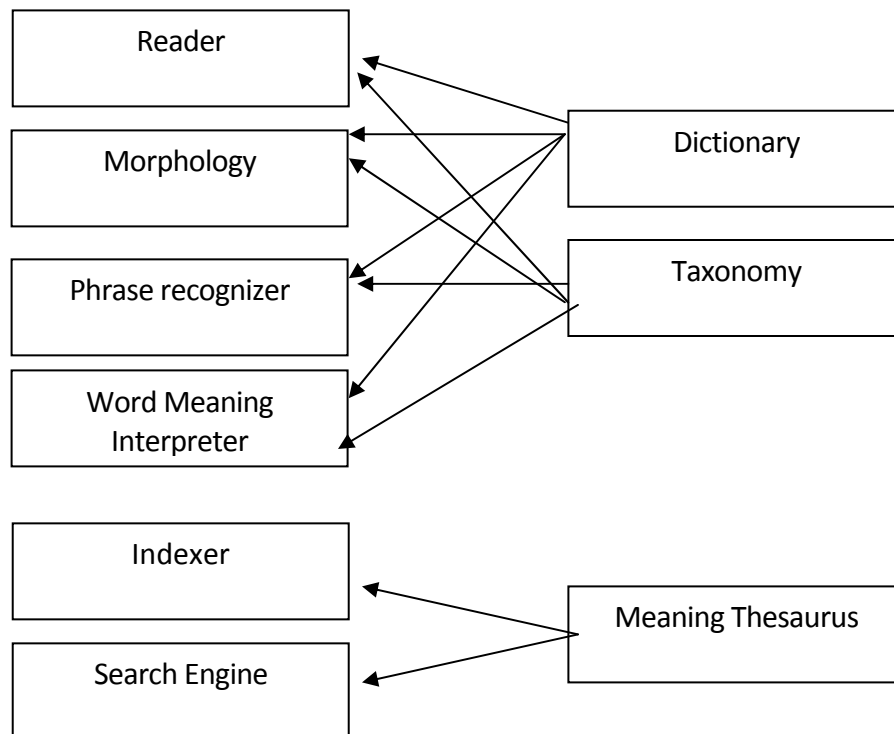 Reader
Morphology
Phrase recognizer
Word Meaning
Interpreter
Indexer
Search Engine
Dictionary
Taxonomy
Meaning Thesaurus